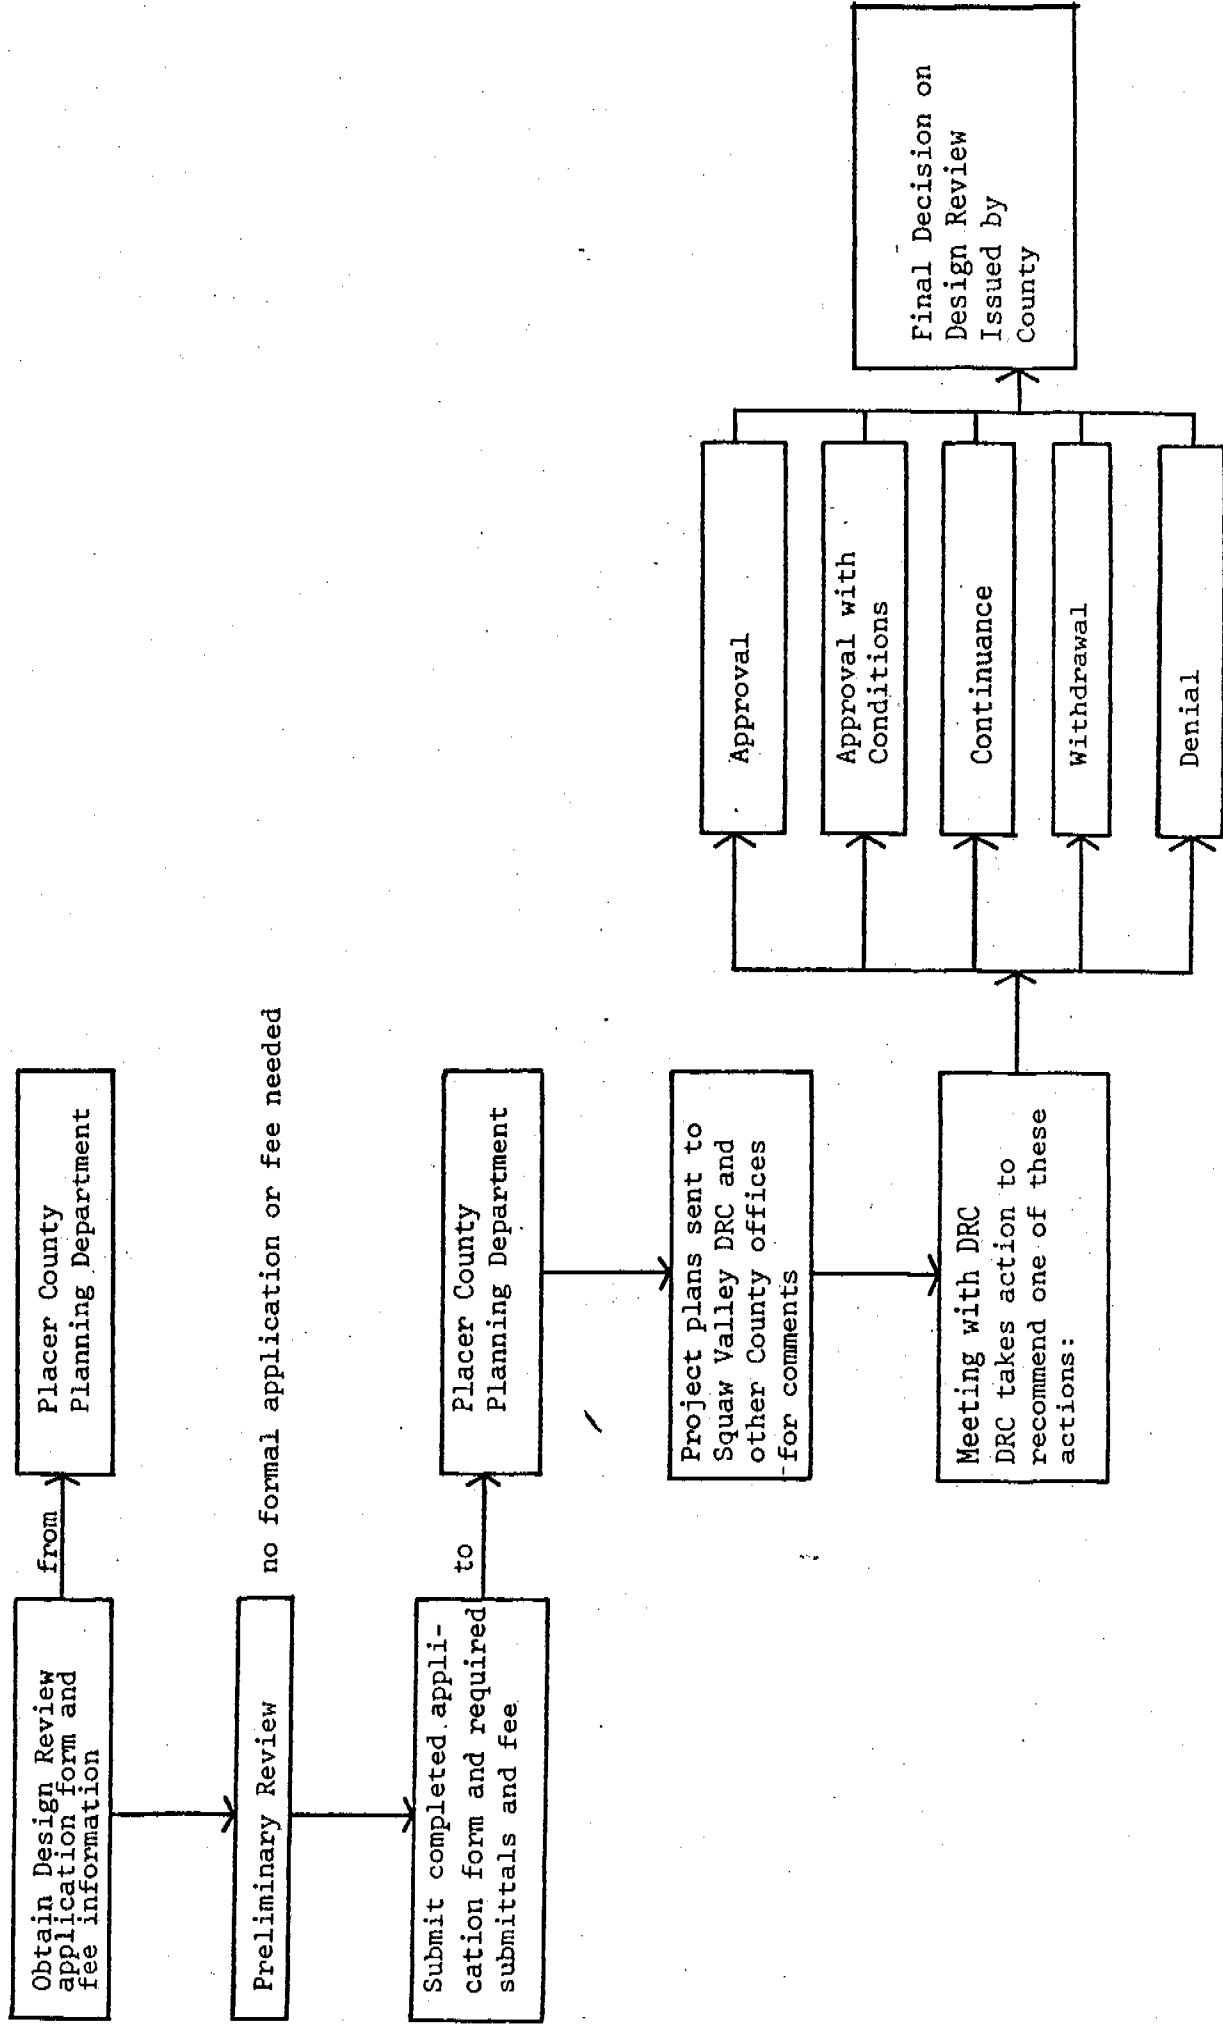 Obtain Design Review
application form and
fee information
from
Placer County
Planning Department
Preliminary Review
no formal application or fee needed
Submit completed appli-
cation form and required
submittals and fee
to
Placer County
Planning Department
Project plans sent to
Squaw Valley DRC and
other County offices
for comments
Meeting with DRC
DRC takes action to
recommend one of these
actions:
Approval
Approval with
Conditions
Continuance
Withdrawal
Denial
Final Decision on
Design Review
Issued by
County